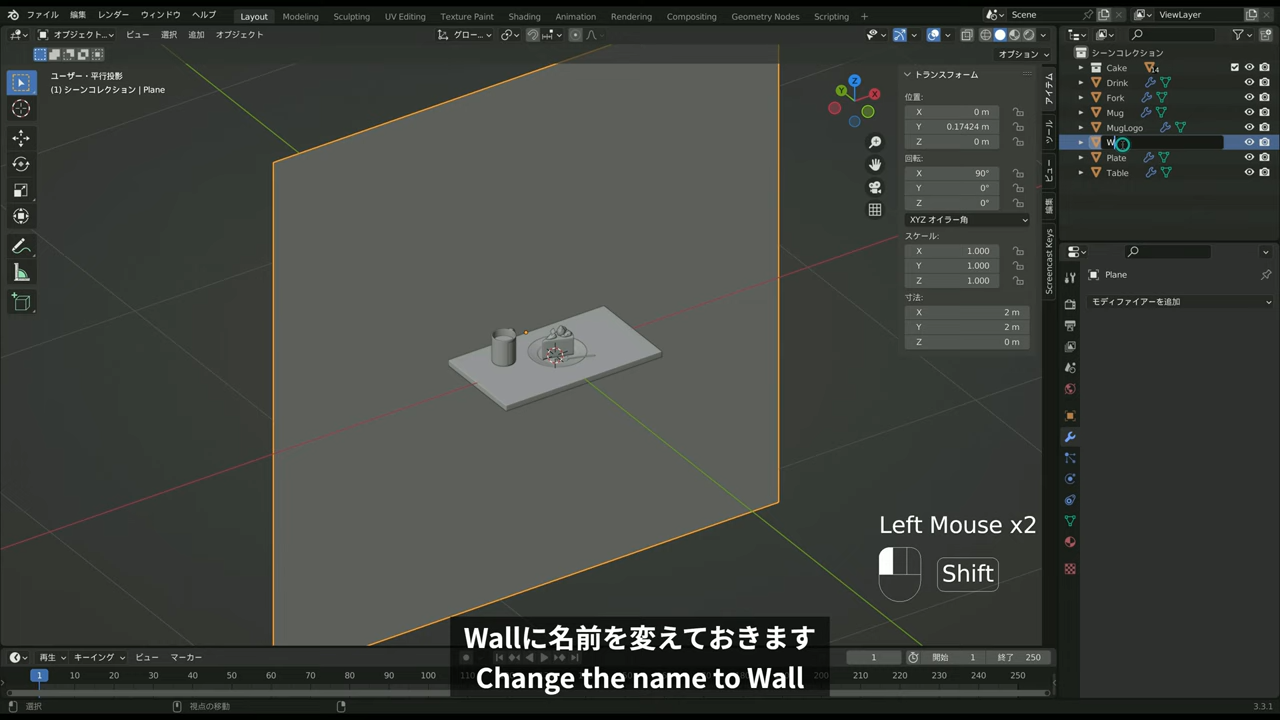 ファイル 編集 レンダー ウィンドウ ヘルプ Layout Modeling Sculpting UV Editing Texture Paint Shading Animation Rendering Compositing Geometry Nodes Scripting Scene ViewLayer
オブジェクト... ビュー 選択 追加 オブジェクト グロー...
オプション
ユーザー・平行投影
(1) シーンコレクション | Plane
トランスフォーム
位置:
X 0 m
Y 0.17424 m
Z 0 m
回転:
X 90°
Y 0°
Z 0°
XYZ オイラー角
スケール:
X 1.000
Y 1.000
Z 1.000
寸法:
X 2 m
Y 2 m
Z 0 m
アイテム
ツール
ビュー
編集
Screencast Keys
Z
Y
X
シーンコレクション
Cake 14
Drink
Fork
Mug
MugLogo
W
Plate
Table
Plane
モディファイアーを追加
Left Mouse x2
Shift
Wallに名前を変えておきます
Change the name to Wall
再生 キーイング ビュー マーカー 1 開始 1 終了 250
1 10 20 30 40 50 60 70 80 90 100 110 120 130 140 150 160 170 180 190 200 210 220 230 240 250
選択 視点の移動 3.3.1